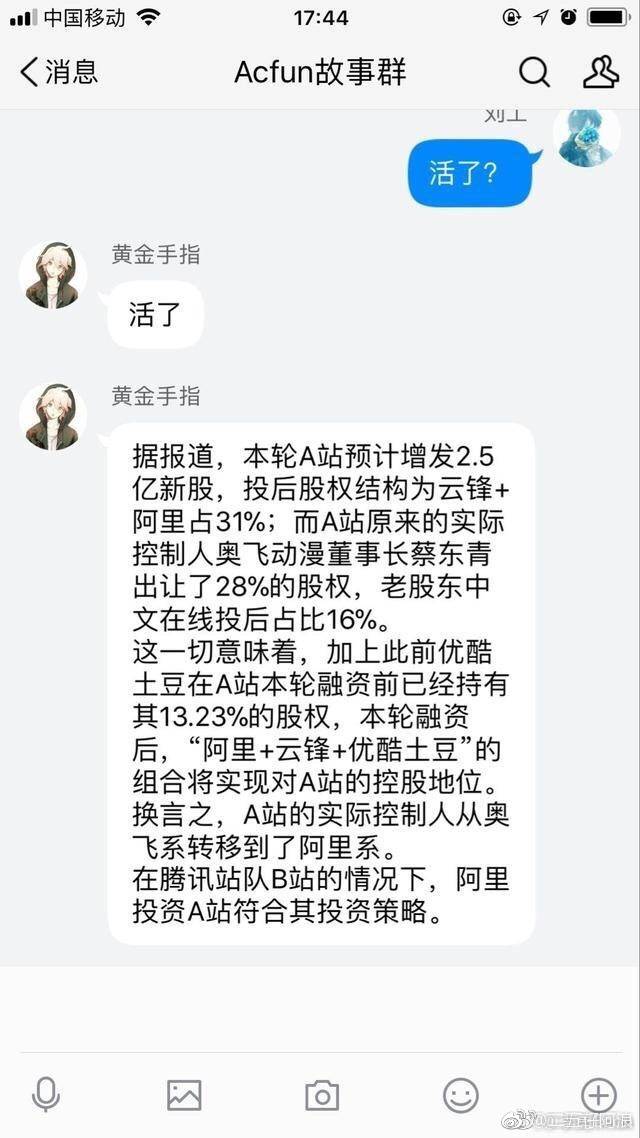 中国移动
17:44
消息
Acfun故事群
活了?
黄金手指
活了
黄金手指
据报道，本轮A站预计增发2.5
亿新股，投后股权结构为云锋+
阿里占31%；而A站原来的实际
控制人奥飞动漫董事长蔡东青
出让了28%的股权，老股东中
文在线投后占比16%。
这一切意味着，加上此前优酷
土豆在A站本轮融资前已经持有
其13.23%的股权，本轮融资
后，“阿里+云锋+优酷土豆”的
组合将实现对A站的控股地位。
换言之，A站的实际控制人从奥
飞系转移到了阿里系。
在腾讯站队B站的情况下，阿里
投资A站符合其投资策略。